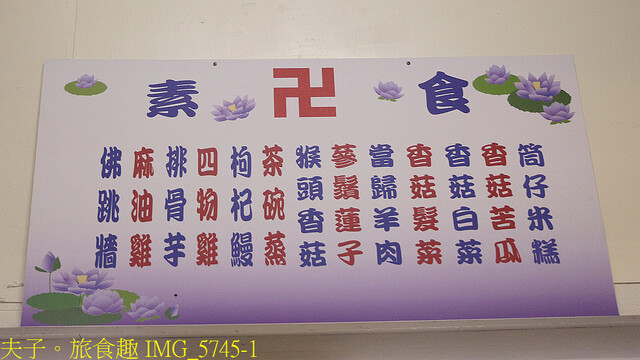 素 卍 食
筒仔米糕
香菇苦瓜
香菇白菜
香菇髮菜
當歸羊肉
蔘鬚蓮子
猴頭香菇
茶碗蒸
枸杞鰻
四物雞
排骨芋
麻油雞
佛跳牆
夫子。旅食趣 IMG_5745-1